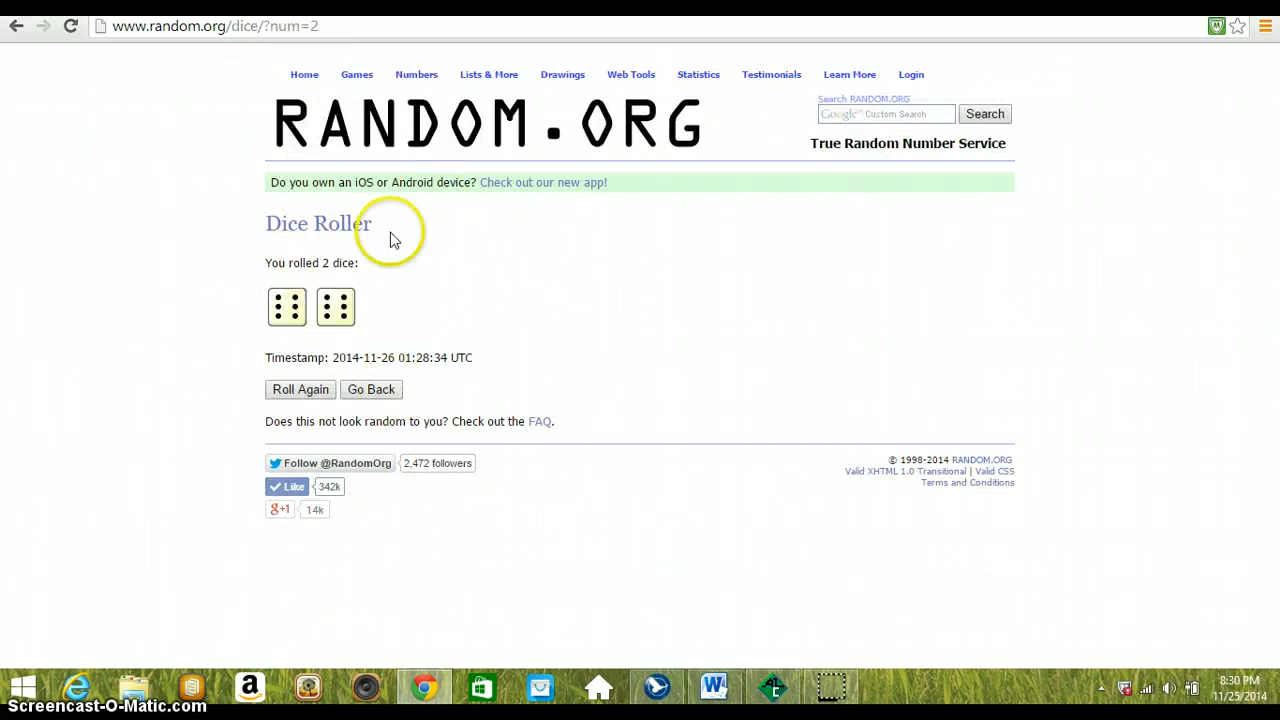 www.random.org/dice/?num=2
Home Games Numbers Lists & More Drawings Web Tools Statistics Testimonials Learn More Login
RANDOM.ORG
Search RANDOM.ORG
Google™ Custom Search Search
True Random Number Service
Do you own an iOS or Android device? Check out our new app!
Dice Roller
You rolled 2 dice:
Timestamp: 2014-11-26 01:28:34 UTC
Roll Again Go Back
Does this not look random to you? Check out the FAQ.
Follow @RandomOrg 2,472 followers
Like 342k
g+1 14k
© 1998-2014 RANDOM.ORG
Valid XHTML 1.0 Transitional | Valid CSS
Terms and Conditions
8:30 PM
11/25/2014
Screencast-O-Matic.com